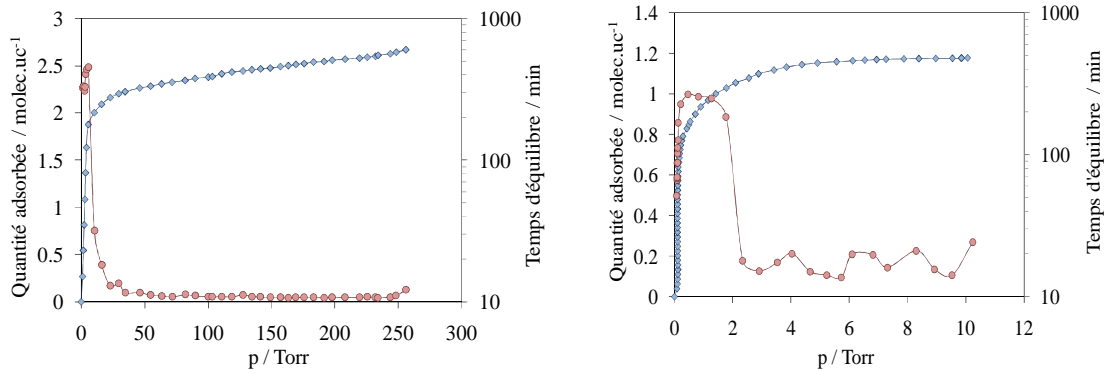 3
2.5
2
1.5
1
0.5
0
Quantité adsorbée / molec.uc-1
0 50 100 150 200 250 300
p / Torr
1000
100
10
Temps d'équilibre / min
1.4
1.2
1
0.8
0.6
0.4
0.2
0
Quantité adsorbée / molec.uc-1
0 2 4 6 8 10 12
p / Torr
1000
100
10
Temps d'équilibre / min